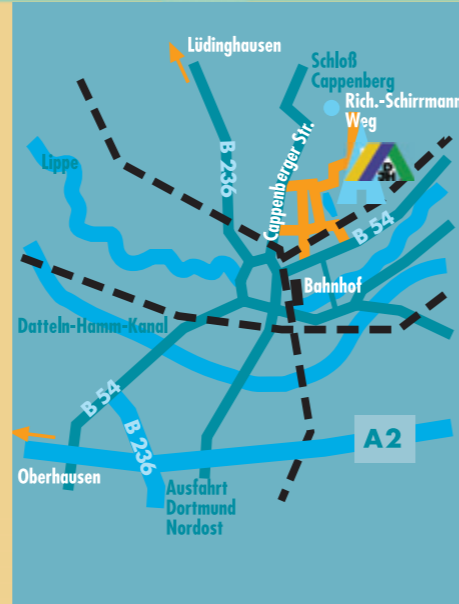 Lüdinghausen
Schloß
Cappenberg
Rich.-Schirrmann
Weg
Cappenberger Str.
B 236
Lippe
B 54
Bahnhof
Datteln-Hamm-Kanal
B 54
B 236
A2
Oberhausen
Ausfahrt
Dortmund
Nordost